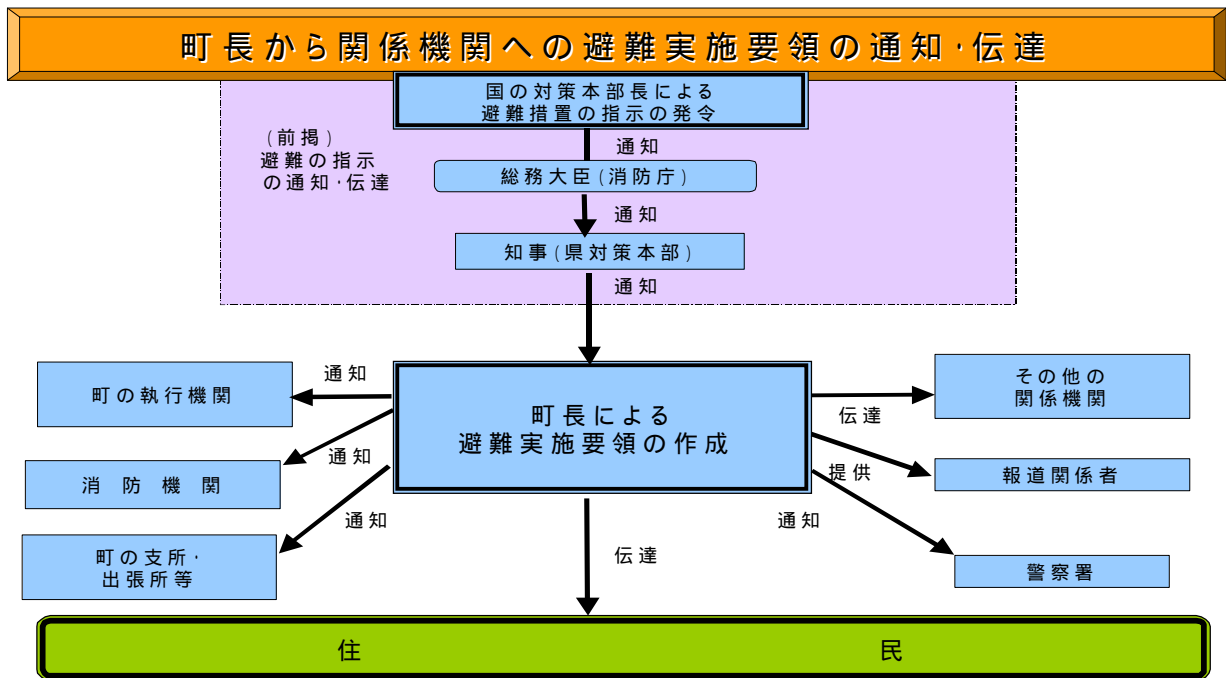 町長から関係機関への避難実施要領の通知・伝達
国の対策本部長による
避難措置の指示の発令
(前掲)
避難の指示
の通知・伝達
通知
総務大臣(消防庁)
通知
知事(県対策本部)
通知
町の執行機関
通知
消防機関
通知
町の支所・
出張所等
通知
町長による
避難実施要領の作成
その他の
関係機関
伝達
報道関係者
提供
警察署
通知
伝達
住民